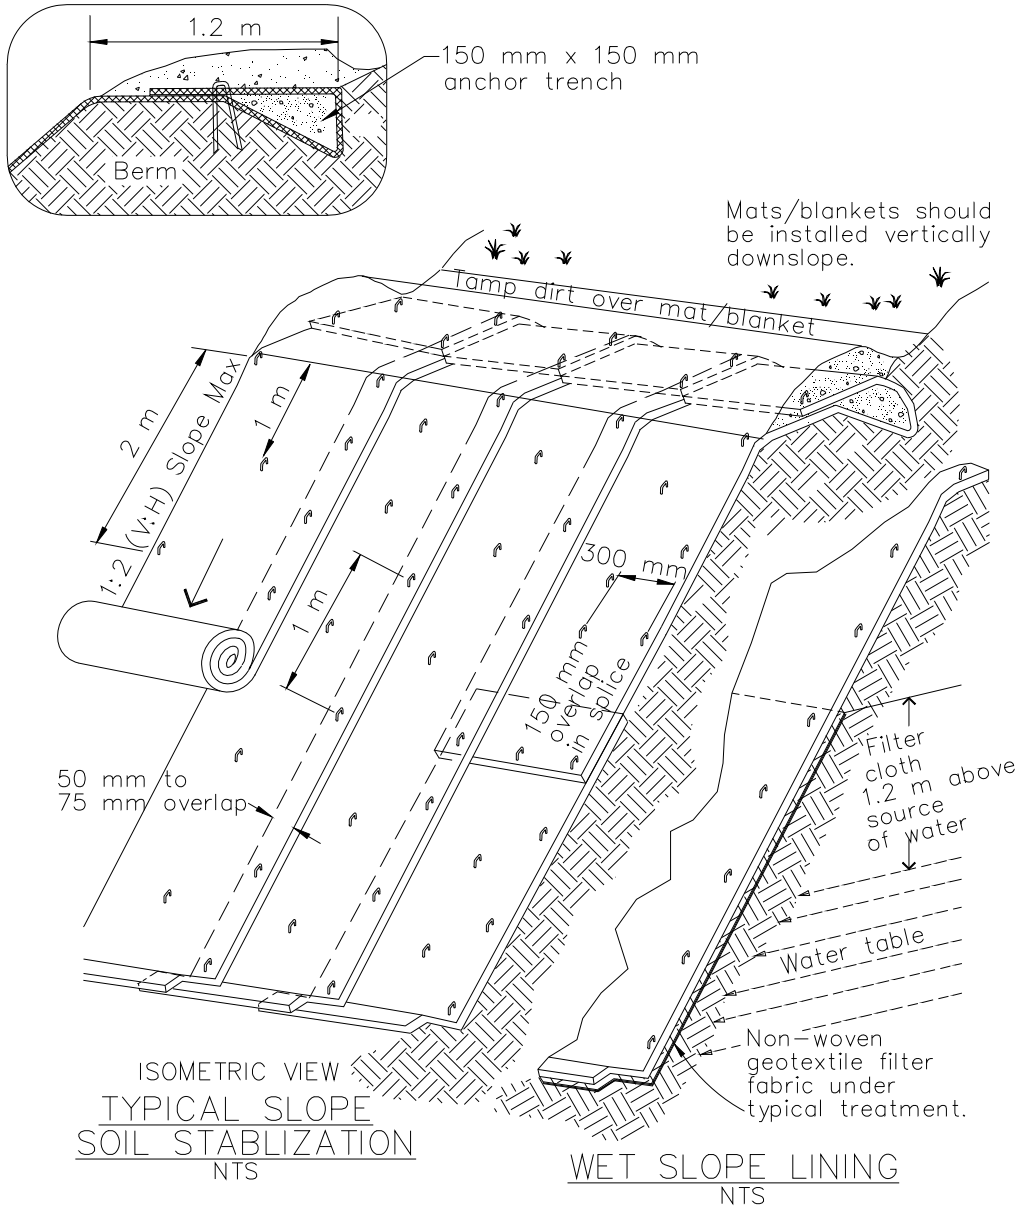 1.2 m
150 mm x 150 mm
anchor trench
Berm
Mats/blankets should
be installed vertically
downslope.
Tamp dirt over mat/blanket
2 m
1:2 (V:H) Slope Max
1 m
1 m
300 mm
150 mm
overlap
in splice
50 mm to
75 mm overlap
Filter
cloth
1.2 m above
source
of water
Water table
Non-woven
geotextile filter
fabric under
typical treatment.
ISOMETRIC VIEW
TYPICAL SLOPE
SOIL STABLIZATION
NTS
WET SLOPE LINING
NTS